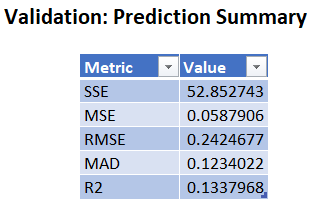 Validation: Prediction Summary
Metric Value
SSE 52.852743
MSE 0.0587906
RMSE 0.2424677
MAD 0.1234022
R2 0.1337968